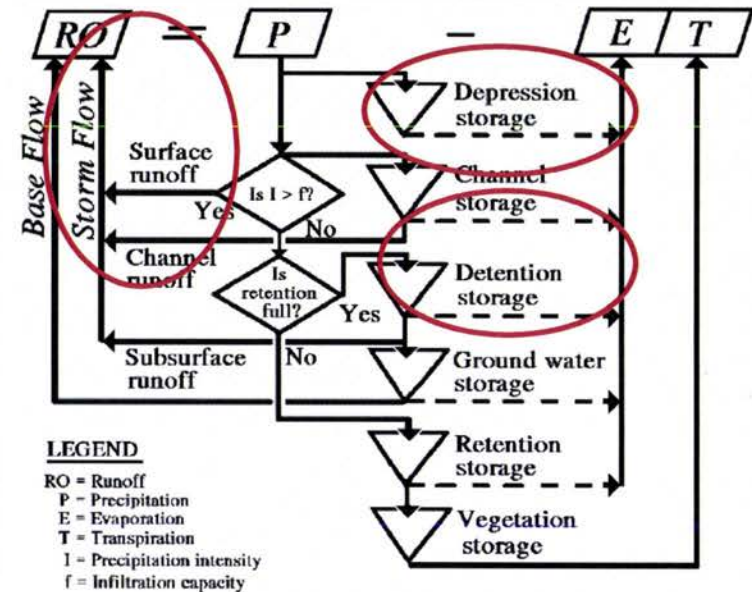 RO = P - E T
Depression
storage
Base Flow
Storm Flow
Surface
runoff
Is I > f?
Yes
No
Channel
storage
Channel
runoff
Is
retention
full?
Yes
No
Detention
storage
Subsurface
runoff
Ground water
storage
Retention
storage
Vegetation
storage
LEGEND
RO = Runoff
P = Precipitation
E = Evaporation
T = Transpiration
I = Precipitation intensity
f = Infiltration capacity